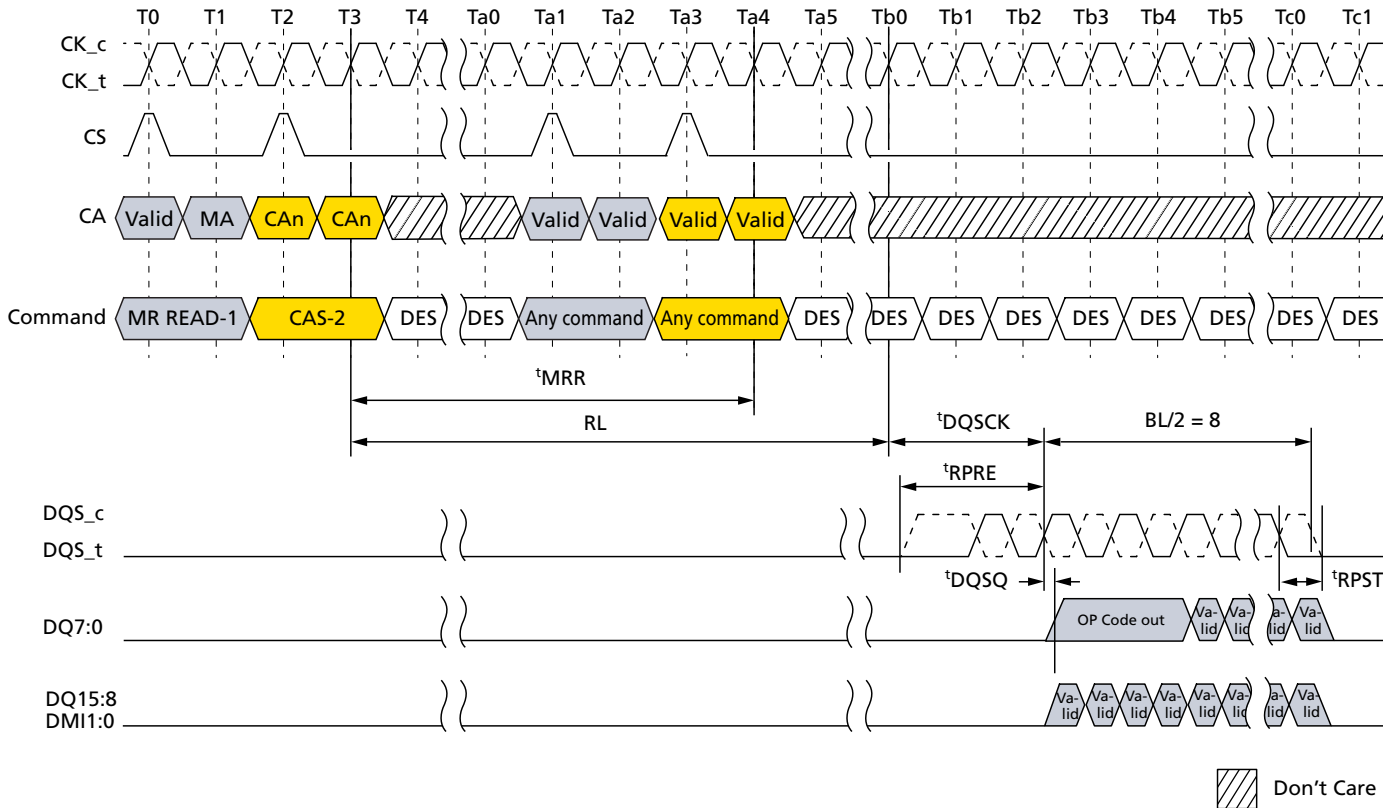 T0 T1 T2 T3 T4 Ta0 Ta1 Ta2 Ta3 Ta4 Ta5 Tb0 Tb1 Tb2 Tb3 Tb4 Tb5 Tc0 Tc1
CK_c
CK_t
CS
CA Valid MA CAn CAn Valid Valid Valid Valid
Command MR READ-1 CAS-2 DES DES Any command Any command DES DES DES DES DES DES DES DES DES
tMRR
RL tDQSCK BL/2 = 8
tRPRE
DQS_c
DQS_t
tDQSQ tRPST
DQ7:0 OP Code out Va-lid Va-lid a-lid Va-lid
DQ15:8
DMI1:0 Va-lid Va-lid Va-lid Va-lid Va-lid Va-lid Va-lid Va-lid
Don't Care